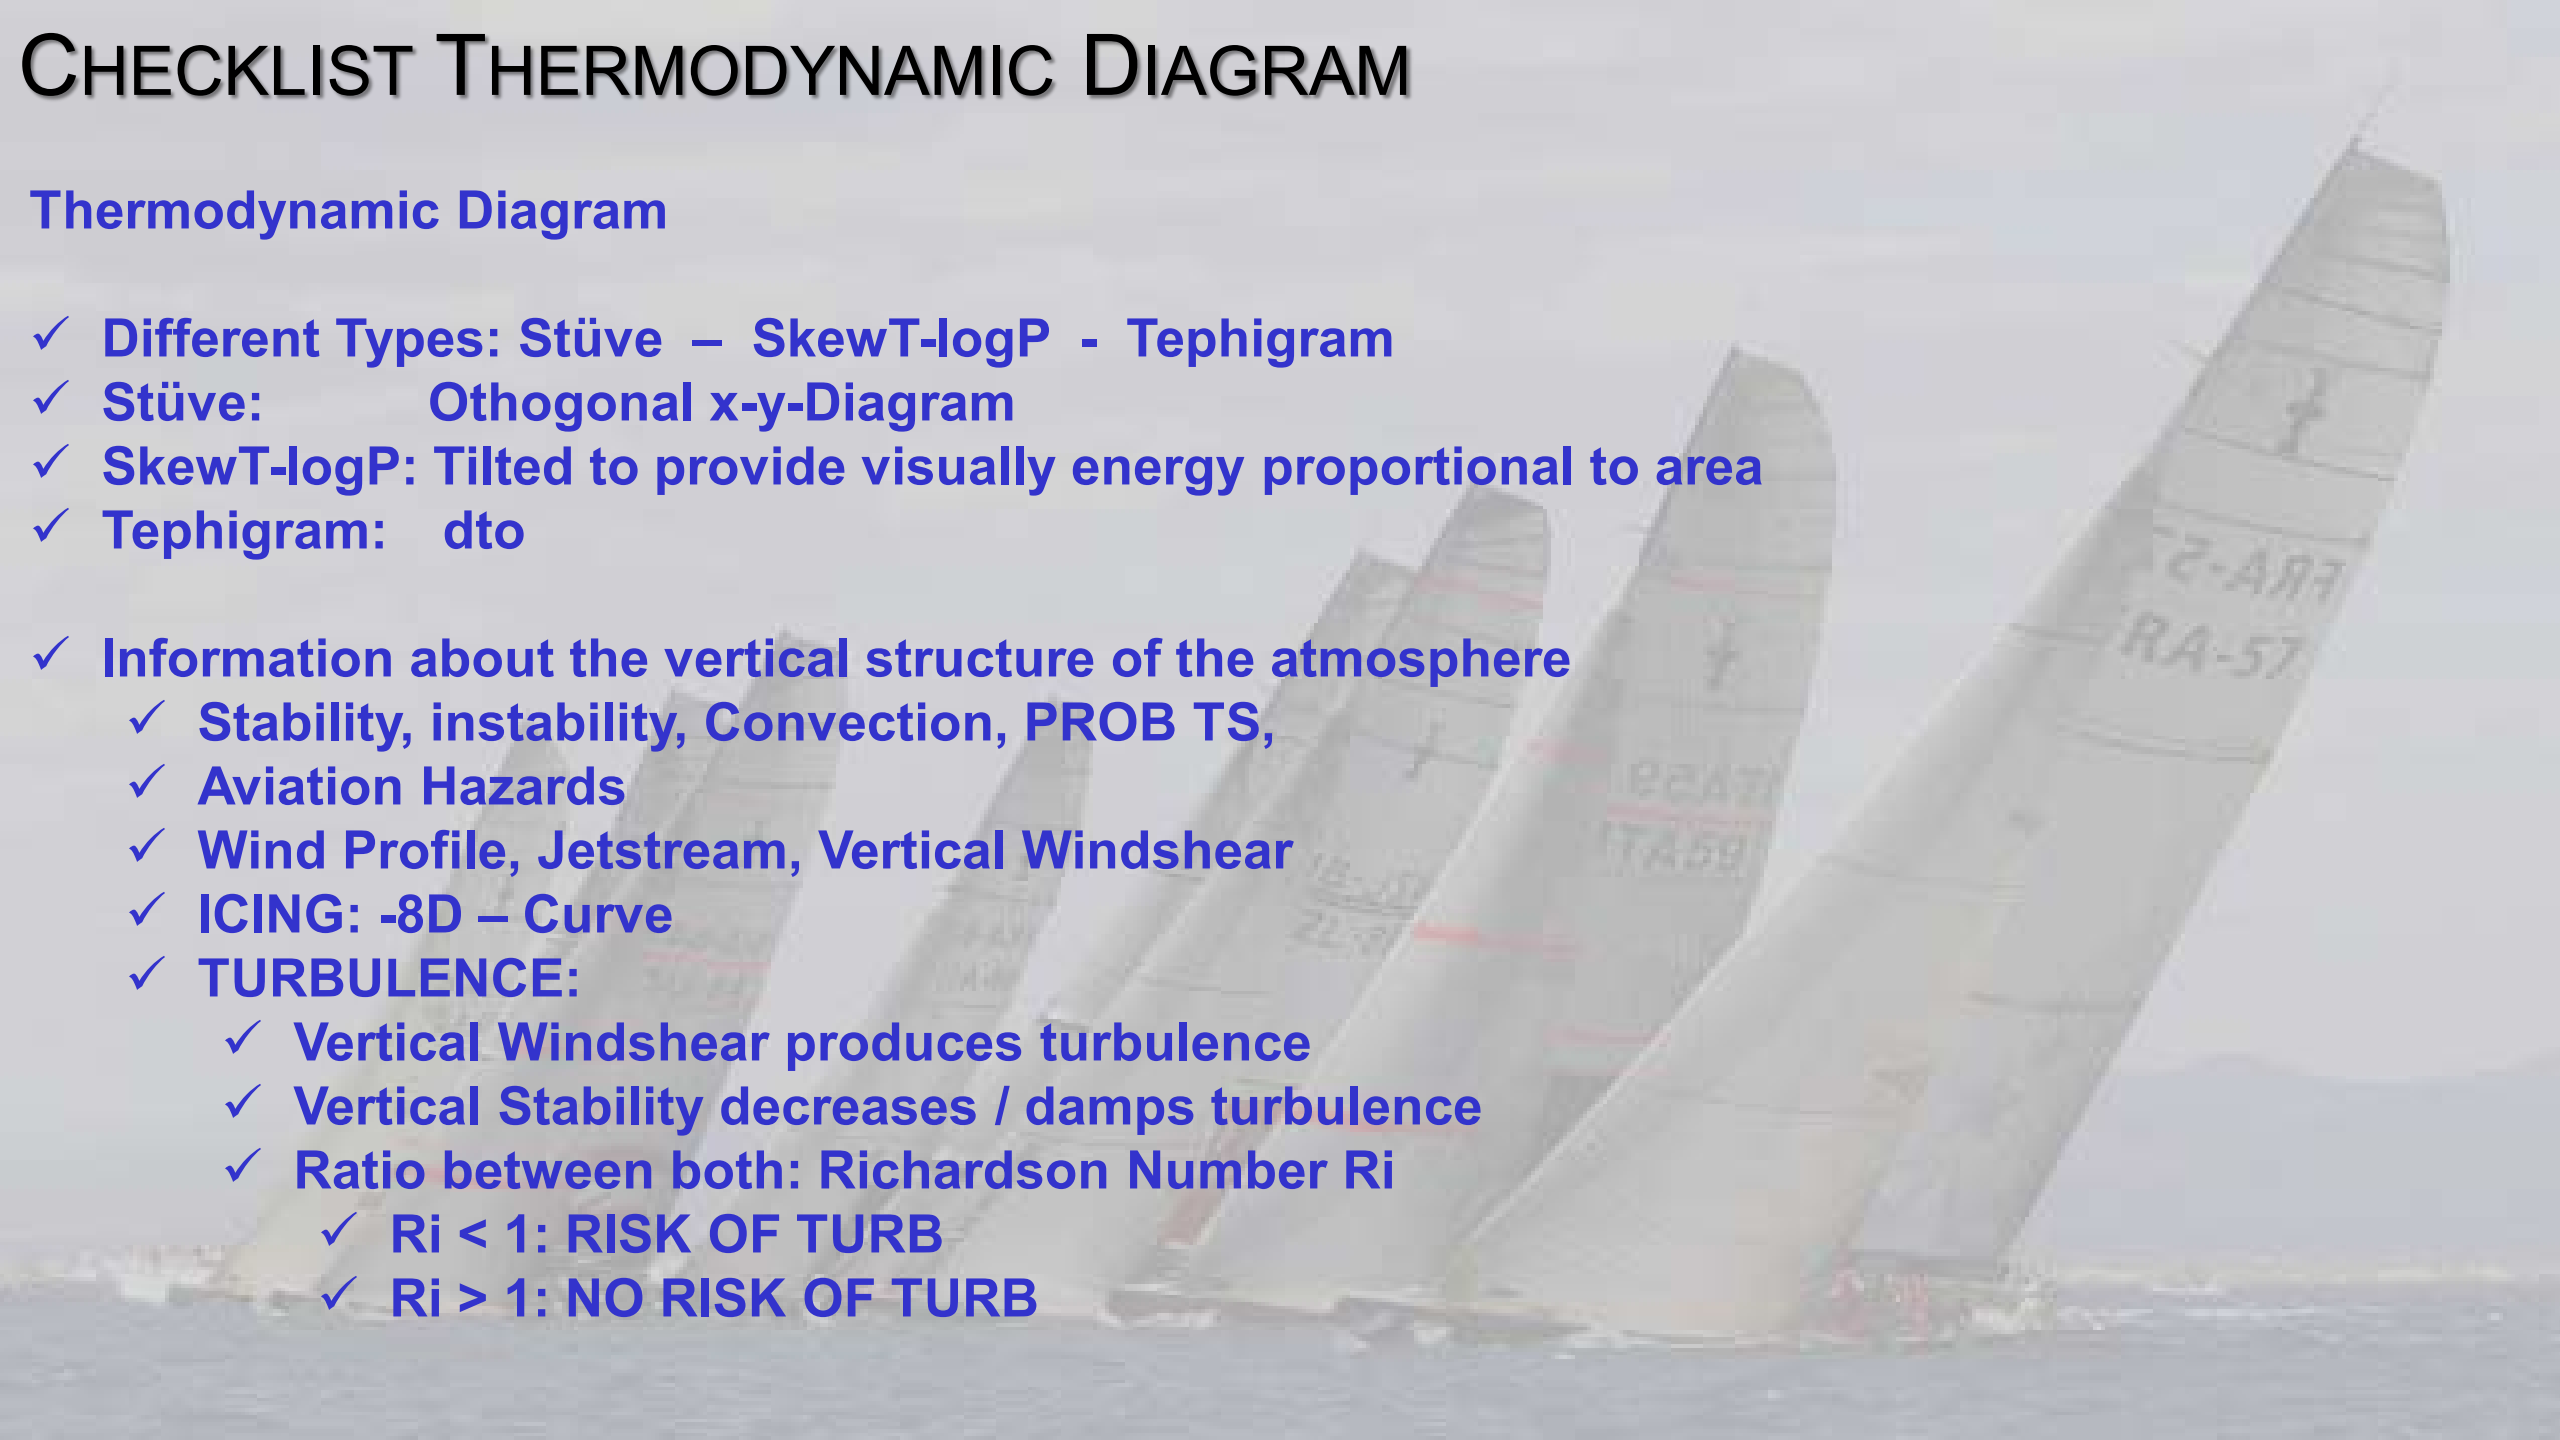 CHECKLIST THERMODYNAMIC DIAGRAM
Thermodynamic Diagram
✓ Different Types: Stüve – SkewT-logP - Tephigram
✓ Stüve: Othogonal x-y-Diagram
✓ SkewT-logP: Tilted to provide visually energy proportional to area
✓ Tephigram: dto
✓ Information about the vertical structure of the atmosphere
✓ Stability, instability, Convection, PROB TS,
✓ Aviation Hazards
✓ Wind Profile, Jetstream, Vertical Windshear
✓ ICING: -8D – Curve
✓ TURBULENCE:
✓ Vertical Windshear produces turbulence
✓ Vertical Stability decreases / damps turbulence
✓ Ratio between both: Richardson Number Ri
✓ Ri < 1: RISK OF TURB
✓ Ri > 1: NO RISK OF TURB
RA-57
ITA59